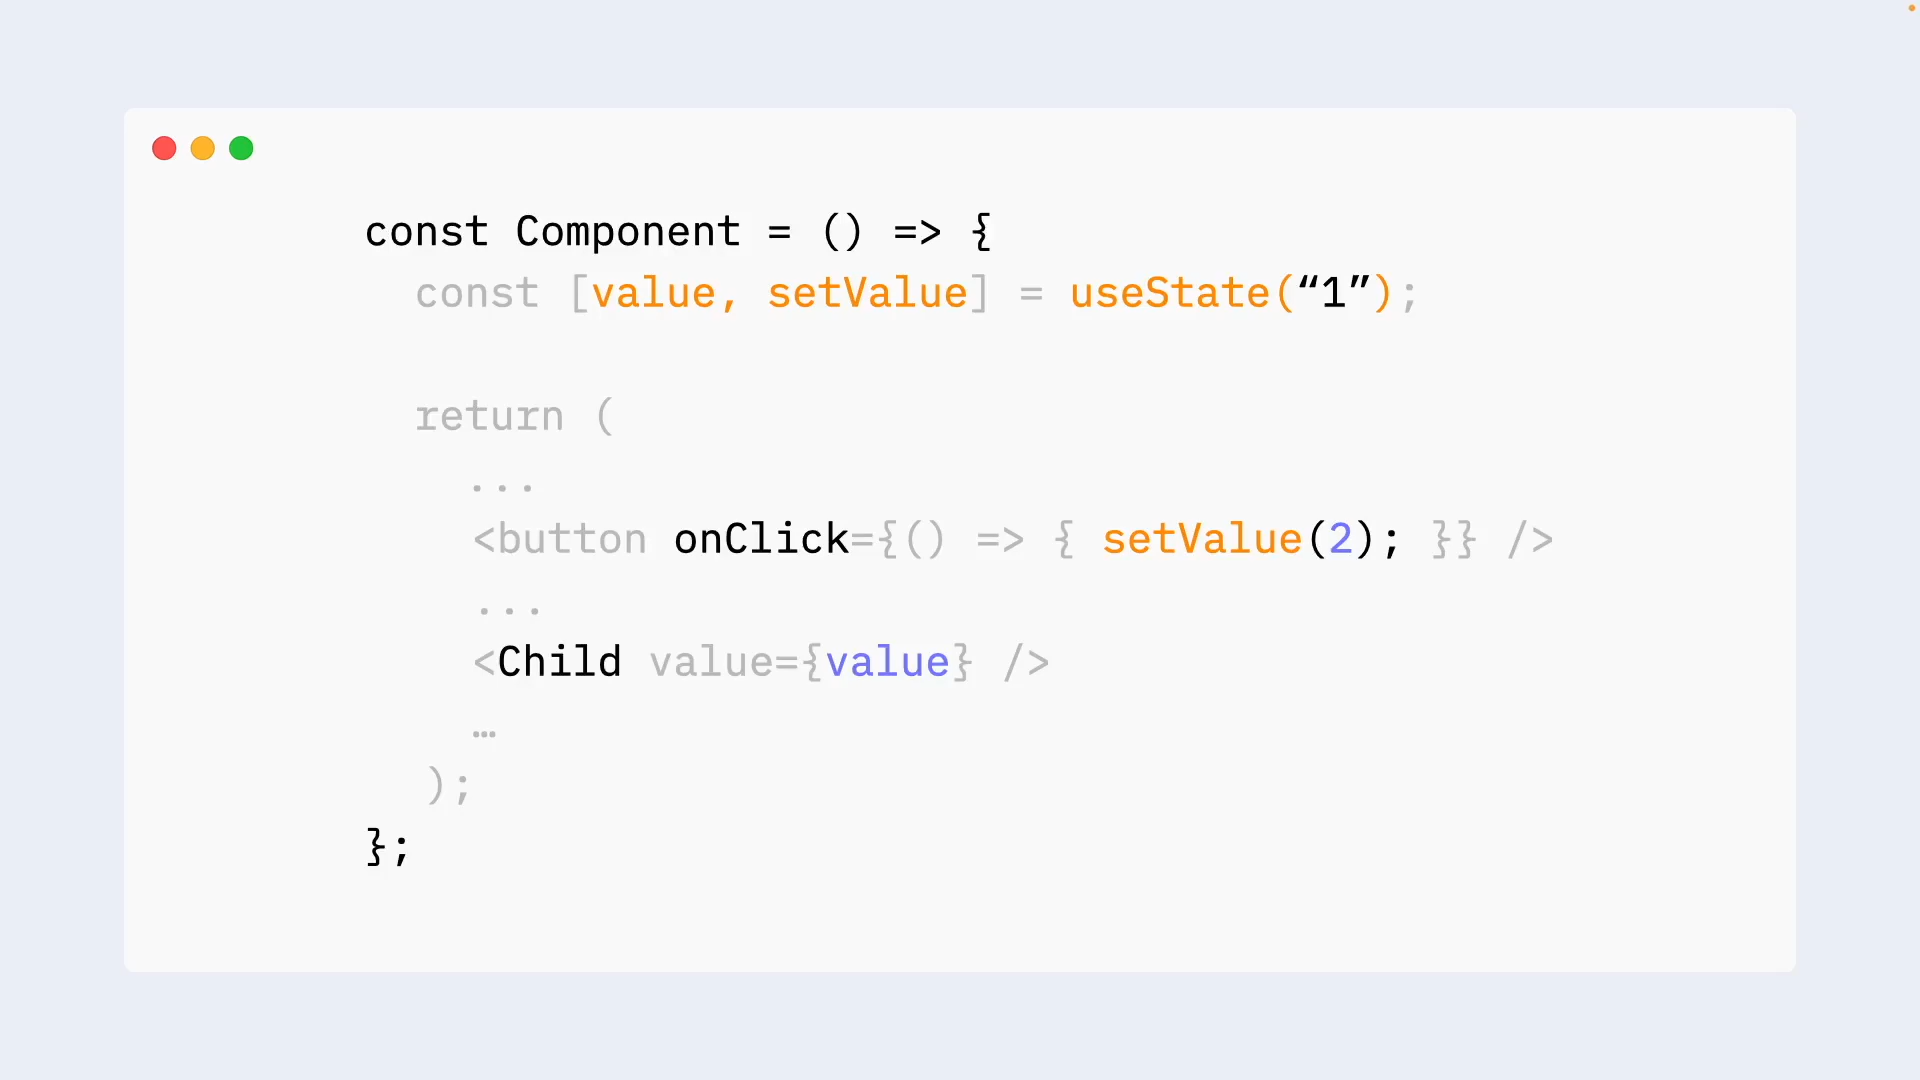 const Component = () => {
const [value, setValue] = useState(“1”);
return (
...
<button onClick={() => { setValue(2); }} />
...
<Child value={value} />
…
);
};